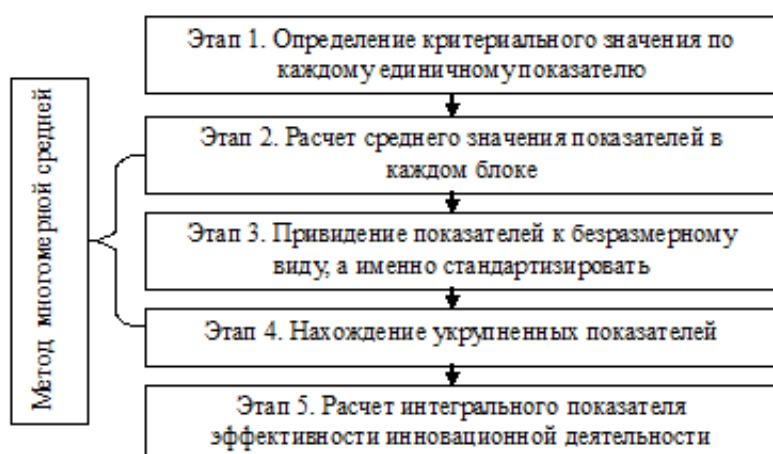 Этап 1. Определение критериального значения по
каждому единичному показателю
Метод многомерной средней
Этап 2. Расчет среднего значения показателей в
каждом блоке
Этап 3. Привидение показателей к безразмерному
виду, а именно стандартизировать
Этап 4. Нахождение укрупненных показателей
Этап 5. Расчет интегрального показателя
эффективности инновационной деятельности